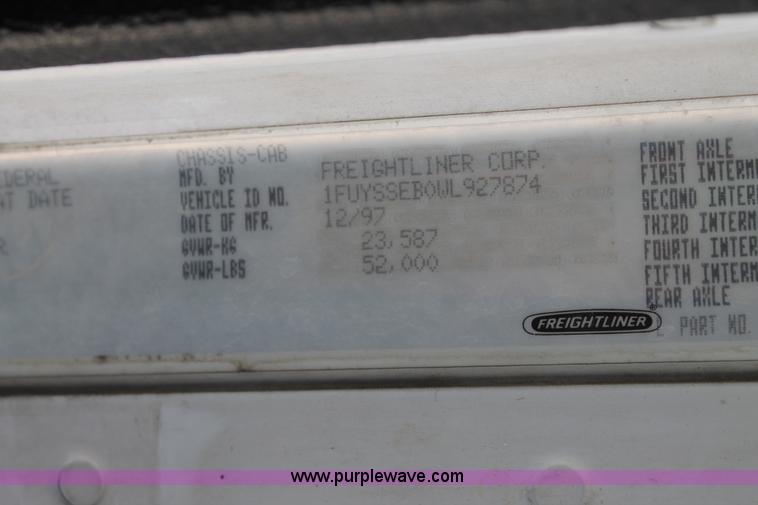 CHASSIS-CAB
MFD. BY FREIGHTLINER CORP.
VEHICLE ID NO. 1FUYSSEB0WL927874
DATE OF MFR. 12/97
GVWR-KG 23,587
GVWR-LBS 52,000
EDERAL
AT DATE
R
FRONT AXLE
FIRST INTERM
SECOND INTER
THIRD INTERM
FOURTH INTER
FIFTH INTERM
REAR AXLE
FREIGHTLINER
PART NO.
www.purplewave.com